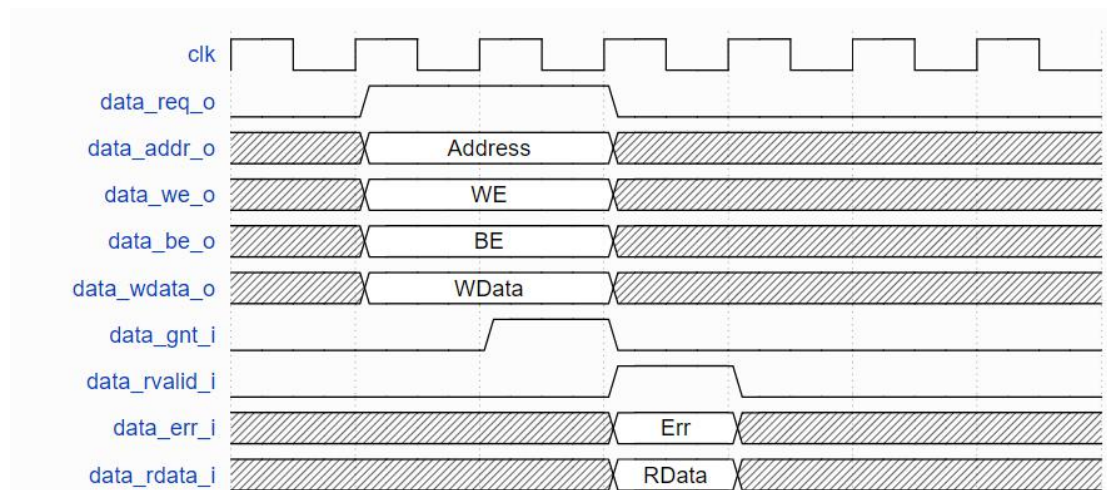 clk
data_req_o
data_addr_o Address
data_we_o WE
data_be_o BE
data_wdata_o WData
data_gnt_i
data_rvalid_i
data_err_i Err
data_rdata_i RData